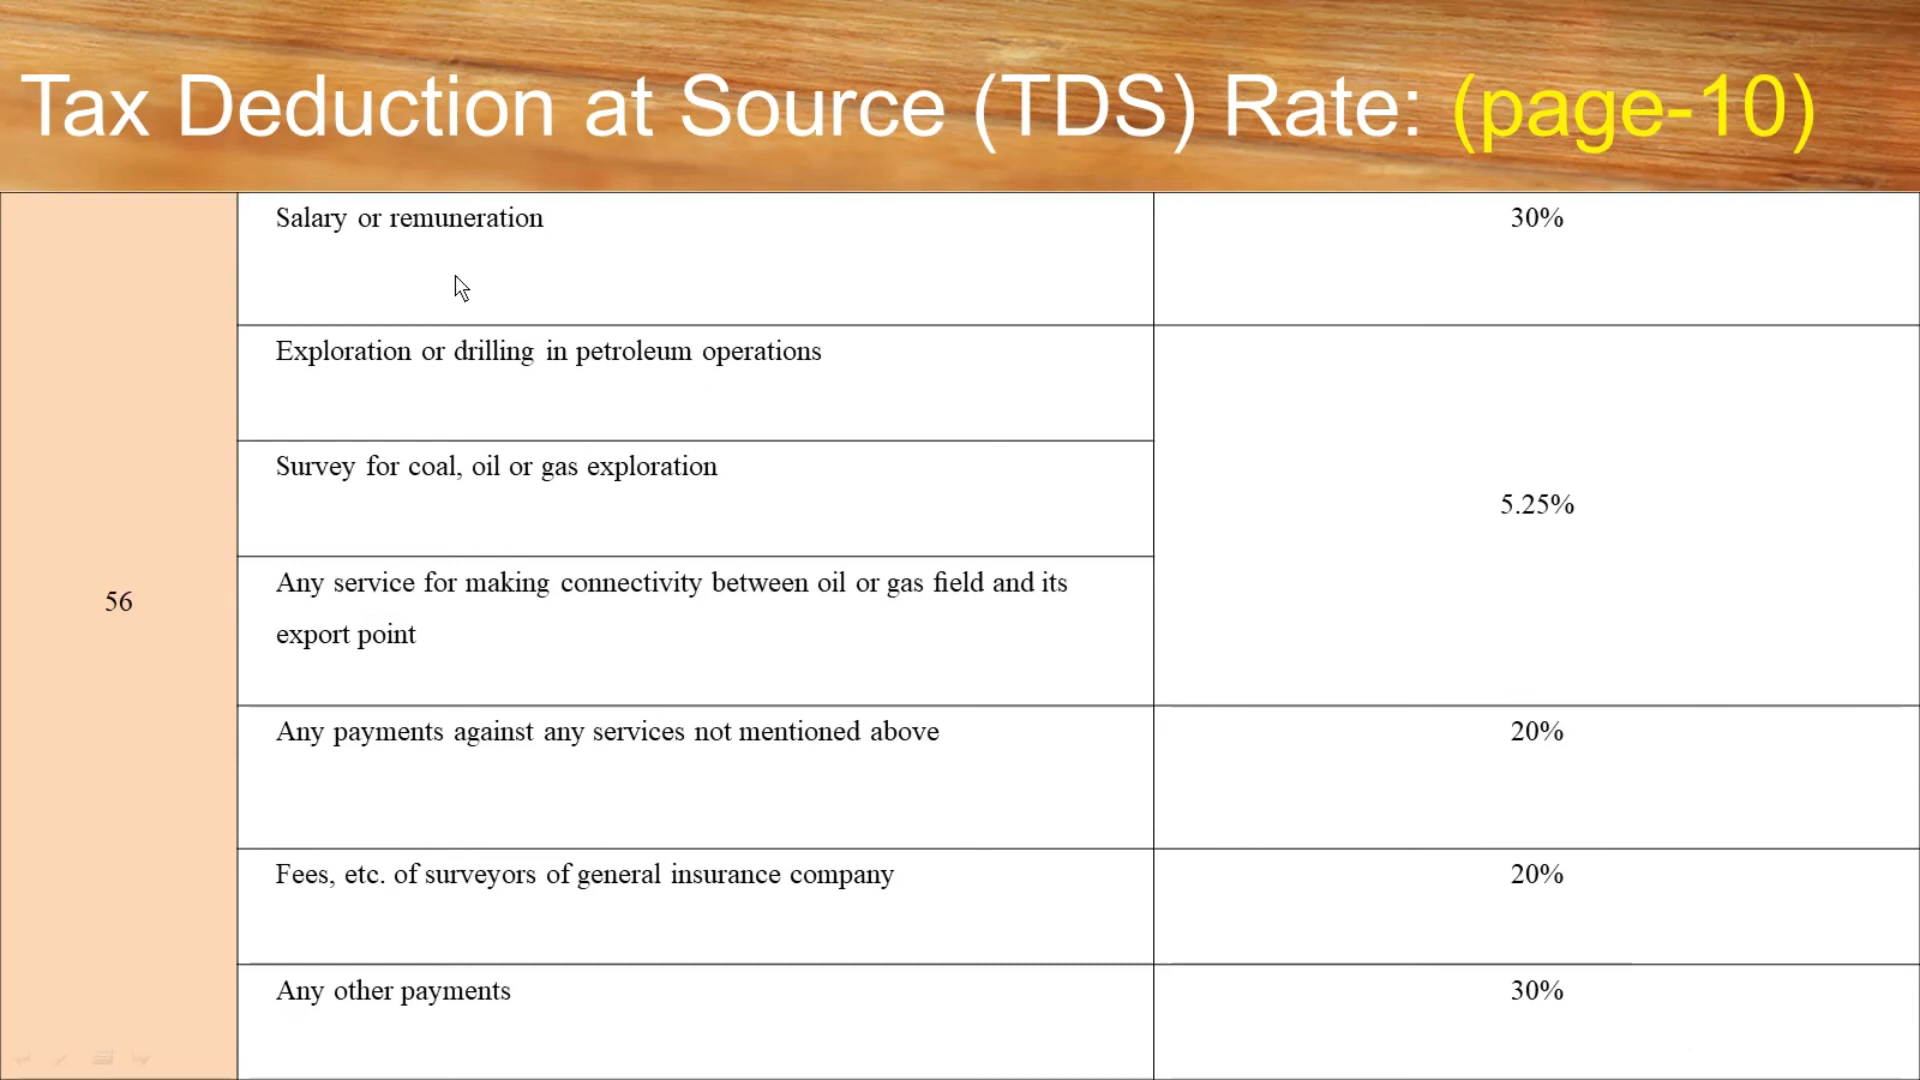 Tax Deduction at Source (TDS) Rate: (page-10)
Salary or remuneration
30%
Exploration or drilling in petroleum operations
Survey for coal, oil or gas exploration
5.25%
Any service for making connectivity between oil or gas field and its
export point
56
Any payments against any services not mentioned above
20%
Fees, etc. of surveyors of general insurance company
20%
Any other payments
30%